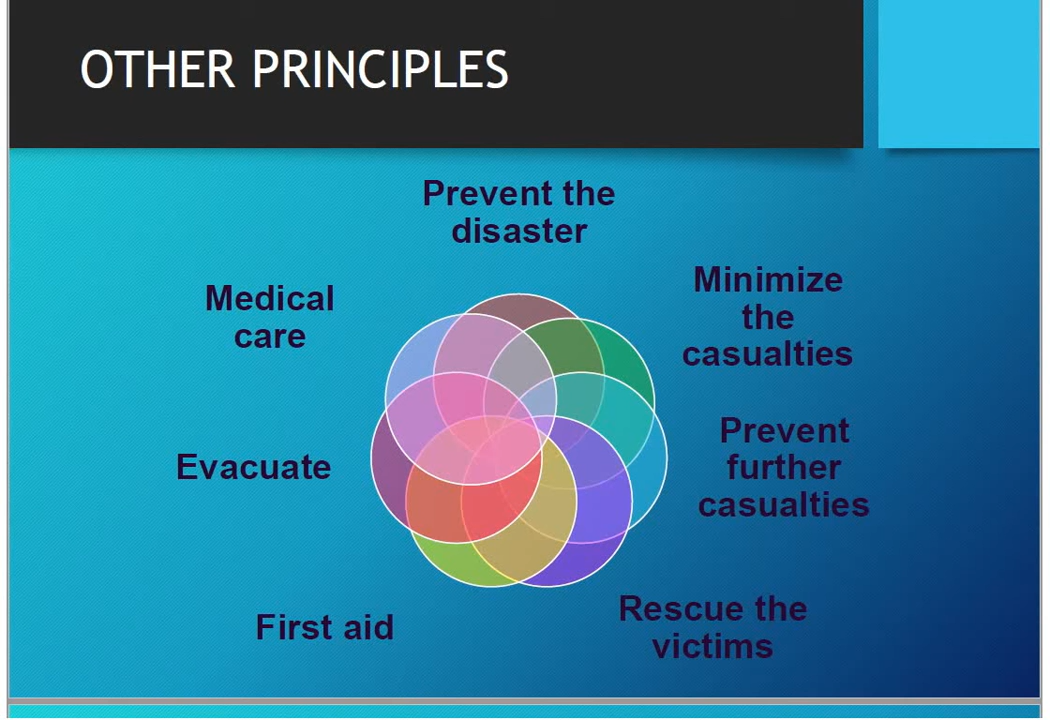 OTHER PRINCIPLES
Prevent the
disaster
Minimize
the
casualties
Prevent
further
casualties
Rescue the
victims
First aid
Evacuate
Medical
care